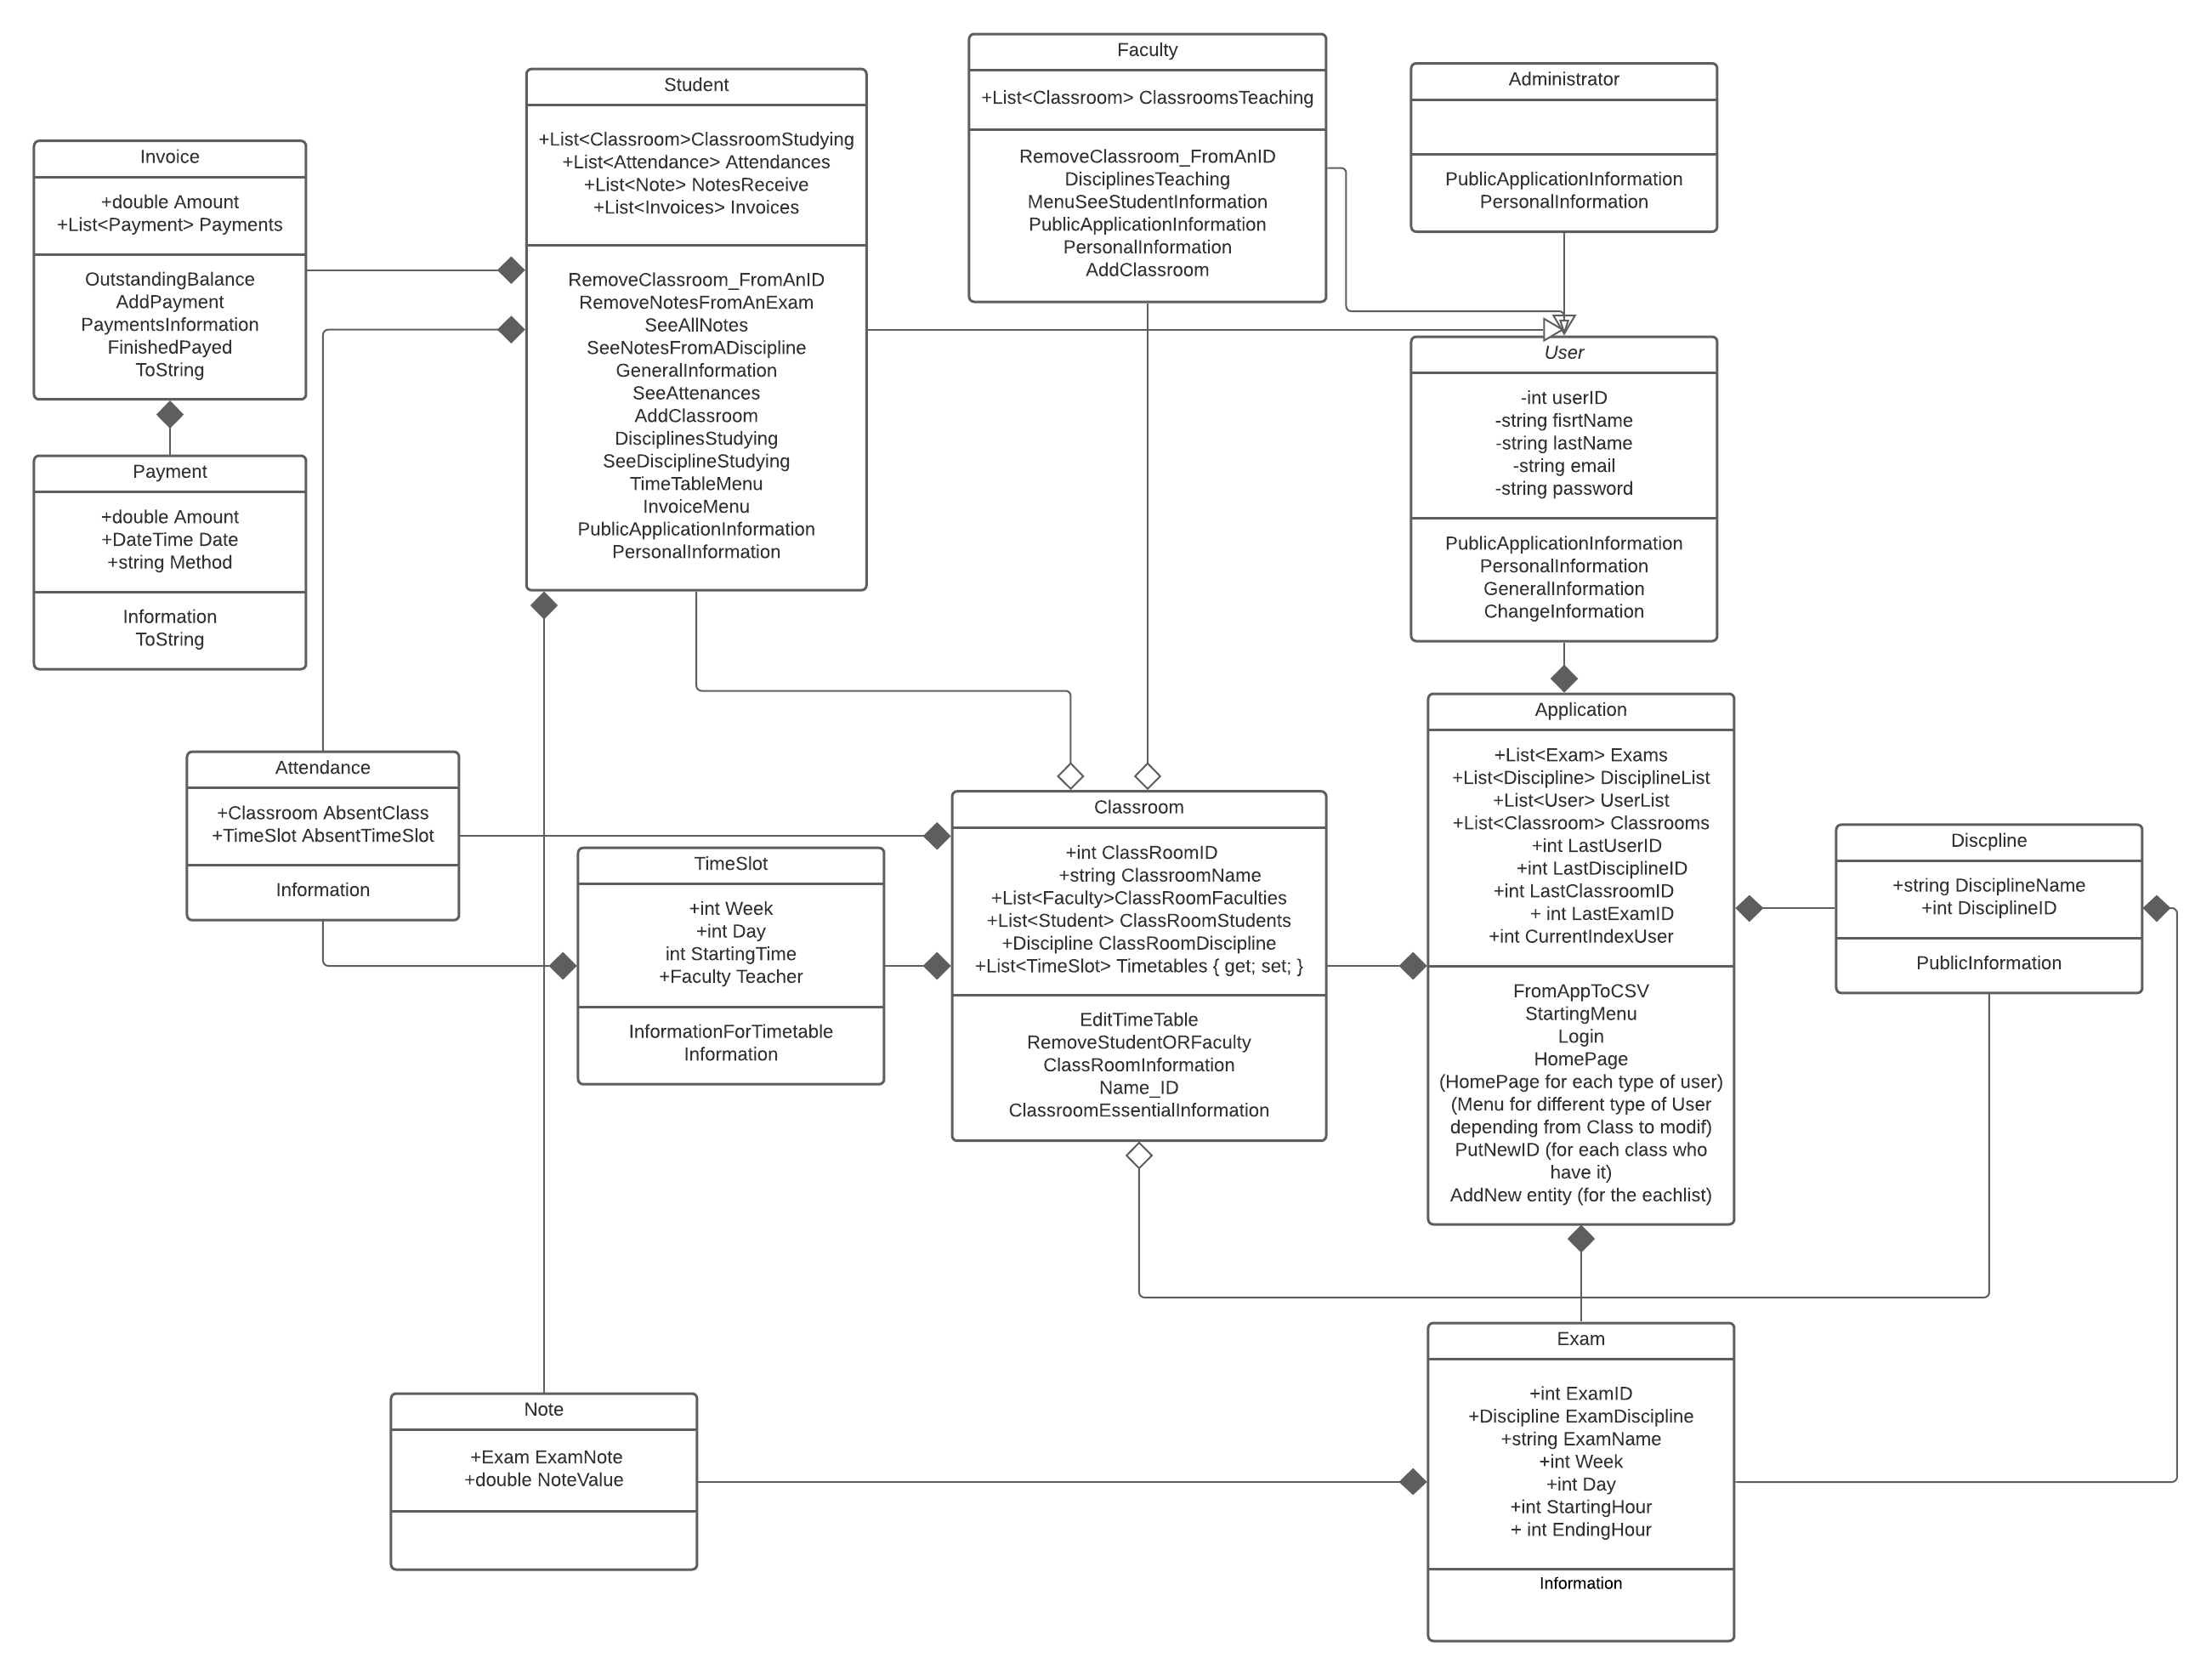 Faculty
+List<Classroom> ClassroomsTeaching
RemoveClassroom_FromAnID
DisciplinesTeaching
MenuSeeStudentInformation
PublicApplicationInformation
PersonalInformation
AddClassroom
Student
+List<Classroom>ClassroomStudying
+List<Attendance> Attendances
+List<Note> NotesReceive
+List<Invoices> Invoices
RemoveClassroom_FromAnID
RemoveNotesFromAnExam
SeeAllNotes
SeeNotesFromADiscipline
GeneralInformation
SeeAttenances
AddClassroom
DisciplinesStudying
SeeDisciplineStudying
TimeTableMenu
InvoiceMenu
PublicApplicationInformation
PersonalInformation
Administrator
PublicApplicationInformation
PersonalInformation
Invoice
+double Amount
+List<Payment> Payments
OutstandingBalance
AddPayment
PaymentsInformation
FinishedPayed
ToString
User
-int userID
-string fisrtName
-string lastName
-string email
-string password
PublicApplicationInformation
PersonalInformation
GeneralInformation
ChangeInformation
Payment
+double Amount
+DateTime Date
+string Method
Information
ToString
Application
+List<Exam> Exams
+List<Discipline> DisciplineList
+List<User> UserList
+List<Classroom> Classrooms
+int LastUserID
+int LastDisciplineID
+int LastClassroomID
+ int LastExamID
+int CurrentIndexUser
FromAppToCSV
StartingMenu
Login
HomePage
(HomePage for each type of user)
(Menu for different type of User
depending from Class to modif)
PutNewID (for each class who
have it)
AddNew entity (for the eachlist)
Attendance
+Classroom AbsentClass
+TimeSlot AbsentTimeSlot
Information
Classroom
+int ClassRoomID
+string ClassroomName
+List<Faculty>ClassRoomFaculties
+List<Student> ClassRoomStudents
+Discipline ClassRoomDiscipline
+List<TimeSlot> Timetables { get; set; }
EditTimeTable
RemoveStudentORFaculty
ClassRoomInformation
Name_ID
ClassroomEssentialInformation
Discpline
+string DisciplineName
+int DisciplineID
PublicInformation
TimeSlot
+int Week
+int Day
int StartingTime
+Faculty Teacher
InformationForTimetable
Information
Exam
+int ExamID
+Discipline ExamDiscipline
+string ExamName
+int Week
+int Day
+int StartingHour
+ int EndingHour
Information
Note
+Exam ExamNote
+double NoteValue